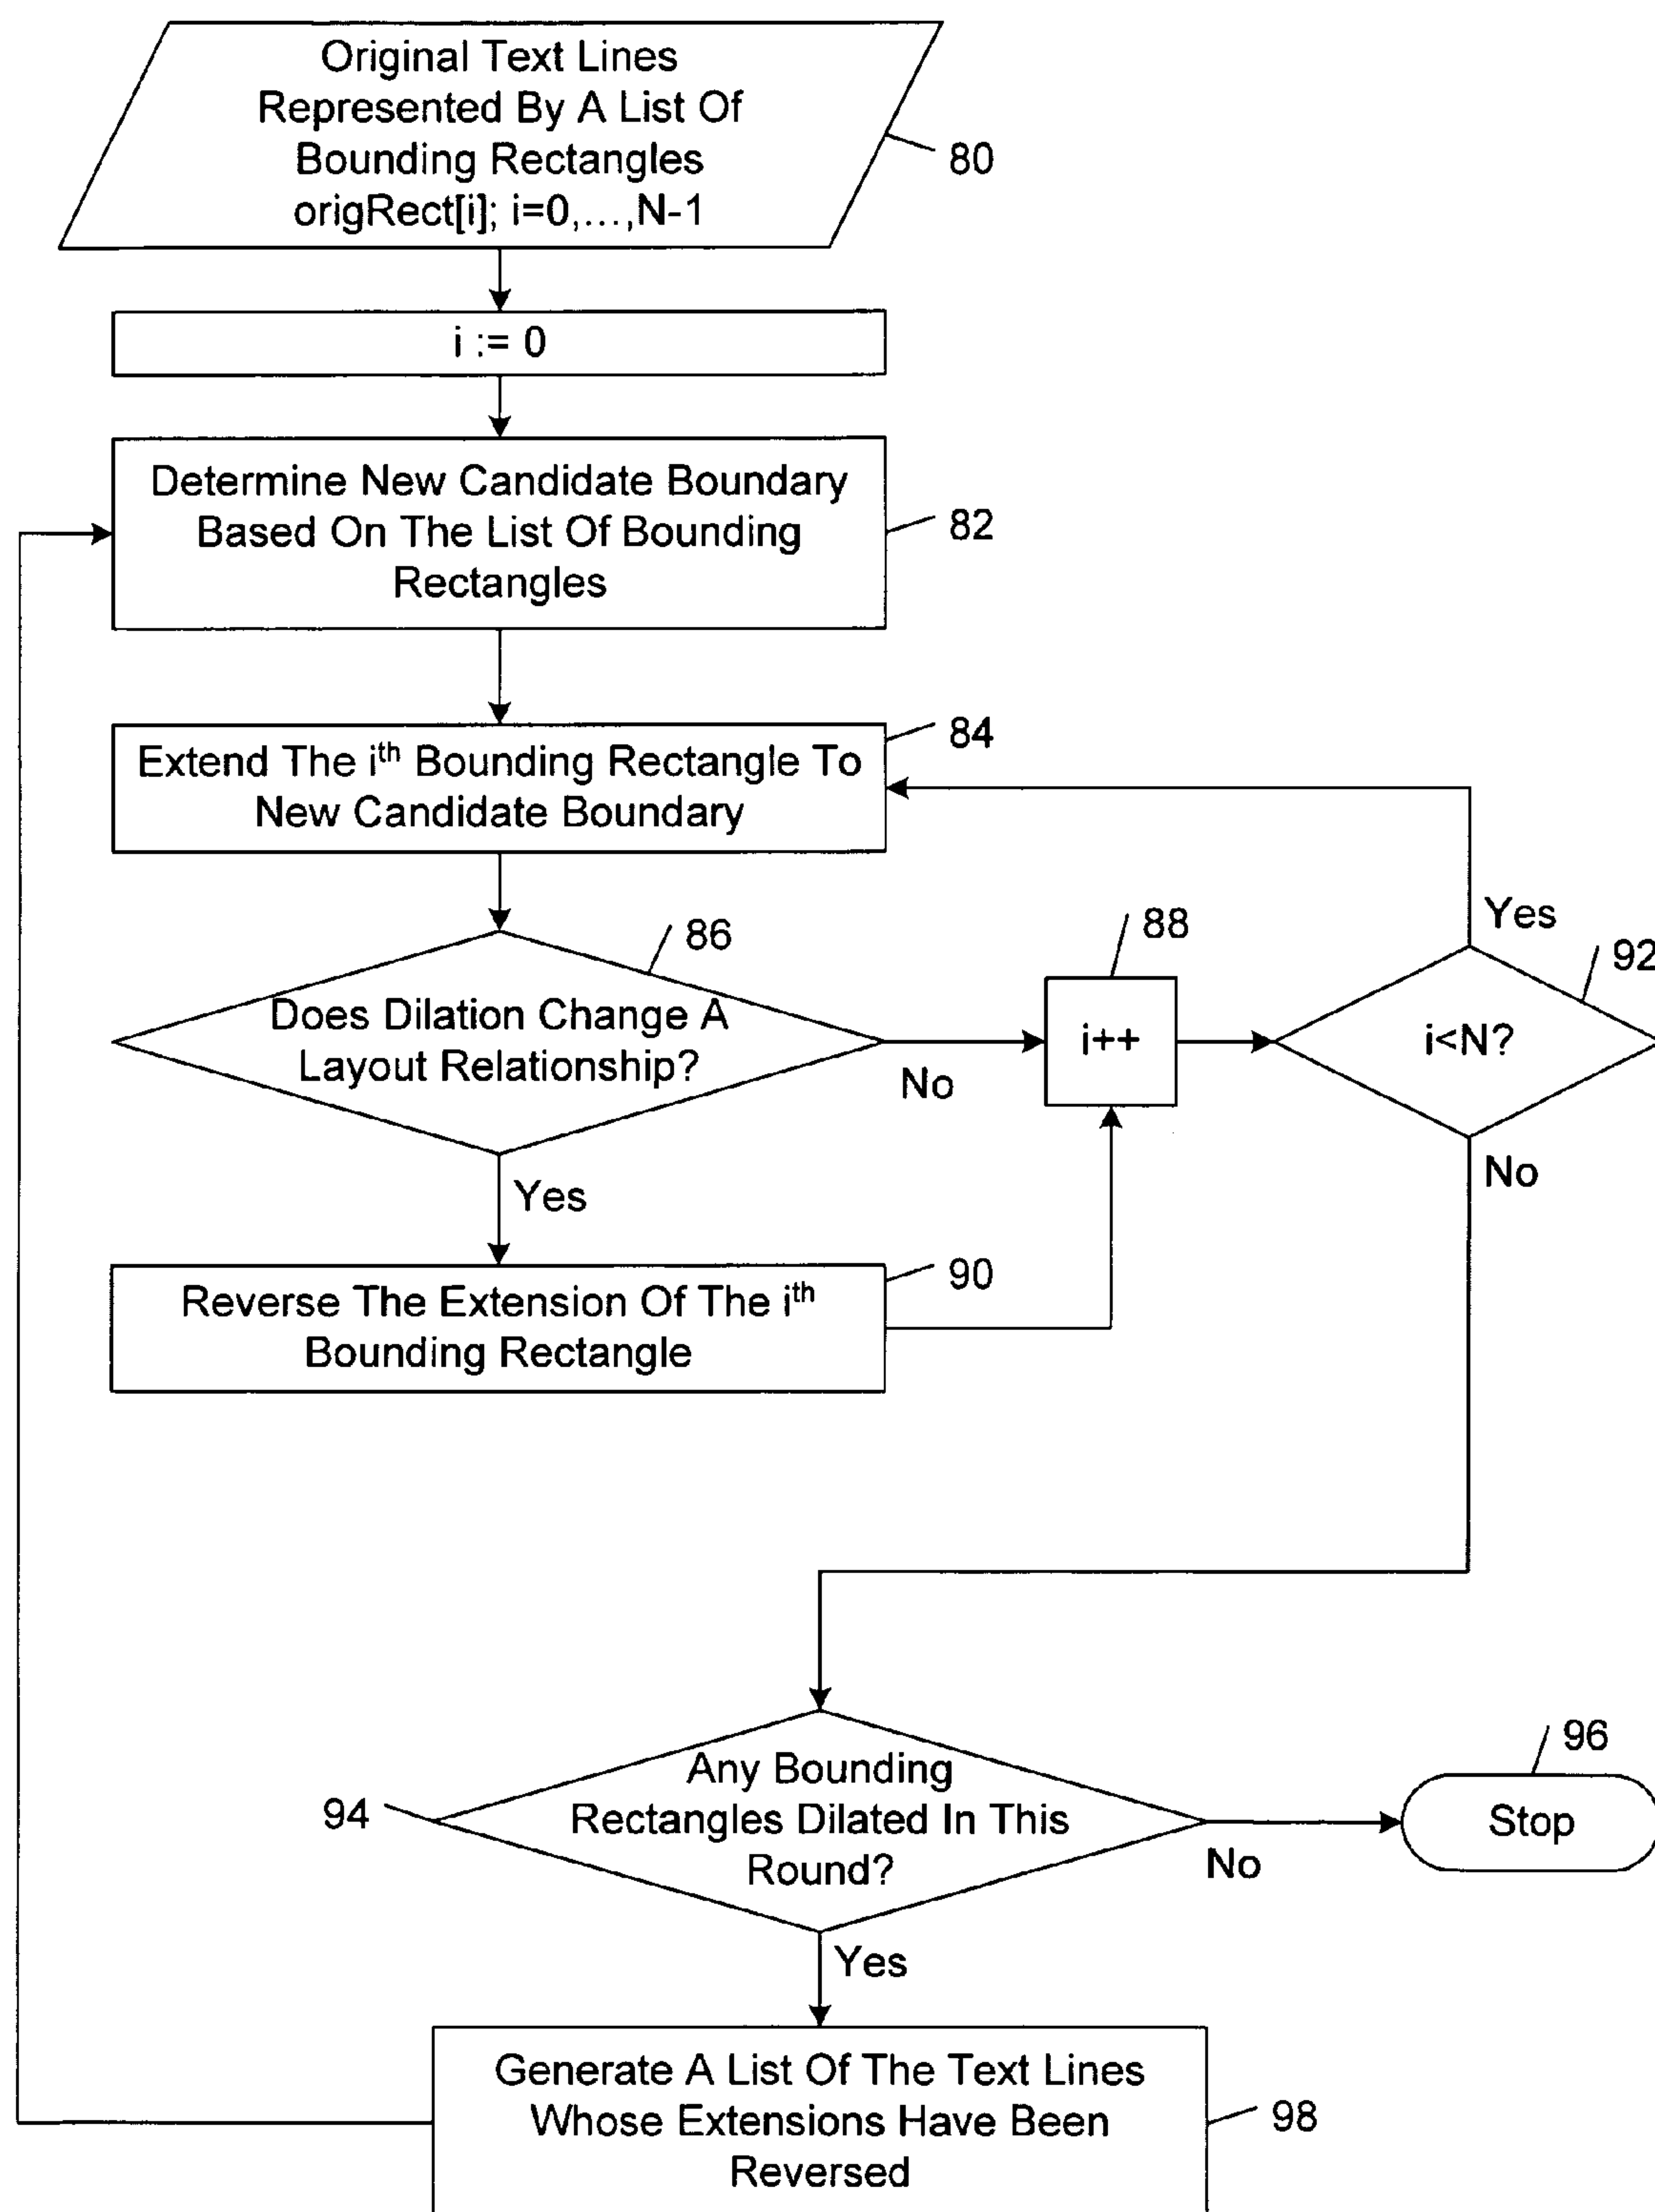 Original Text Lines
Represented By A List Of
Bounding Rectangles
origRect[i]; i=0,...,N-1
80
i := 0
Determine New Candidate Boundary
Based On The List Of Bounding
Rectangles
82
Extend The ith Bounding Rectangle To
New Candidate Boundary
84
Does Dilation Change A
Layout Relationship?
86
No
i++
88
i<N?
92
Yes
No
Yes
Reverse The Extension Of The ith
Bounding Rectangle
90
Any Bounding
Rectangles Dilated In This
Round?
94
No
Stop
96
Yes
Generate A List Of The Text Lines
Whose Extensions Have Been
Reversed
98